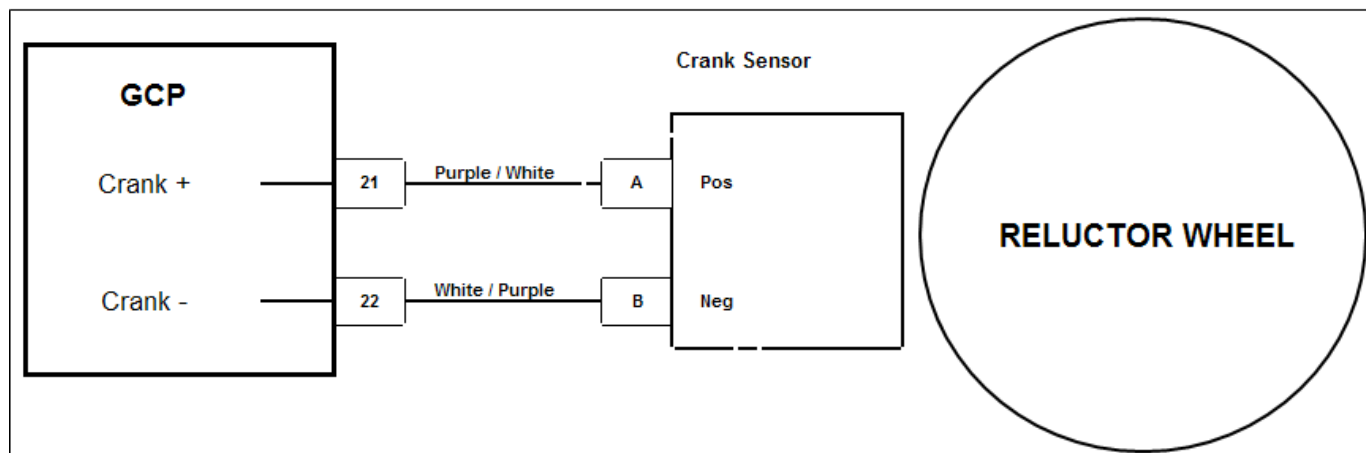 Crank Sensor
GCP
Crank +
21
Purple / White
A
Pos
Crank -
22
White / Purple
B
Neg
RELUCTOR WHEEL